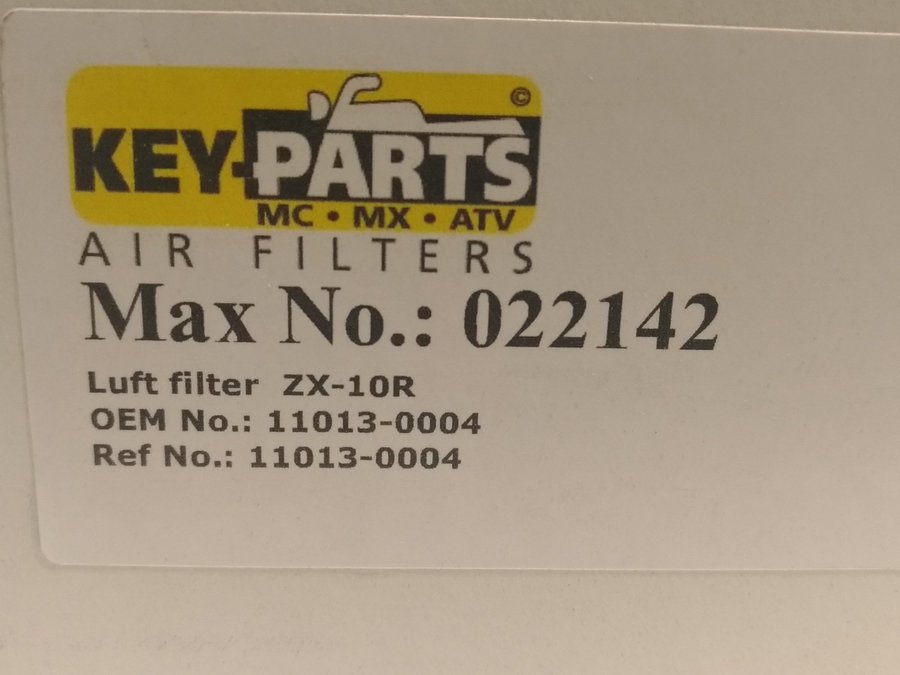 ©
KEY-PARTS
MC • MX • ATV
AIR FILTERS
Max No.: 022142
Luft filter ZX-10R
OEM No.: 11013-0004
Ref No.: 11013-0004